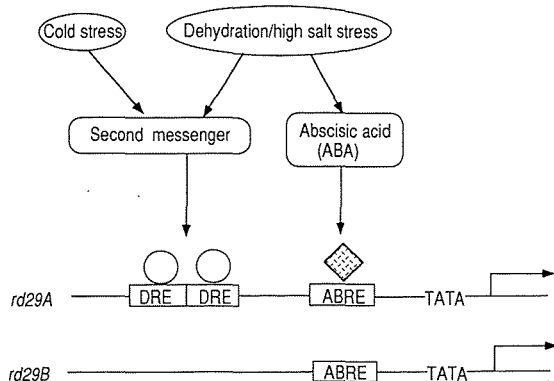 Cold stress
Dehydration/high salt stress
Second messenger
Abscisic acid
(ABA)
DRE
DRE
ABRE
TATA
rd29A
ABRE
TATA
rd29B